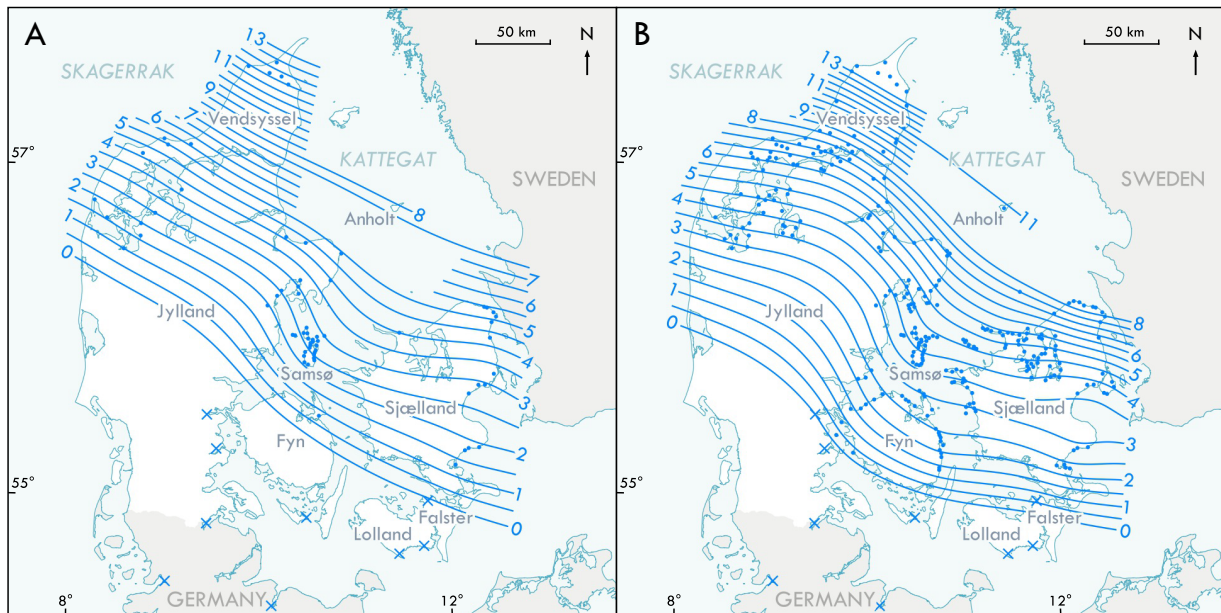 A
50 km
N
SKAGERRAK
13
11
9
7
6
5
4
3
2
1
0
Vendsyssel
57°
KATTEGAT
SWEDEN
Anholt
8
7
6
5
4
3
2
1
0
Jylland
Samsø
Sjælland
Fyn
55°
Falster
Lolland
GERMANY
8°
12°
B
50 km
N
SKAGERRAK
13
11
9
8
6
5
4
3
2
1
0
Vendsyssel
57°
KATTEGAT
SWEDEN
Anholt
11
8
6
5
4
3
2
1
0
Jylland
Samsø
Sjælland
Fyn
55°
Falster
Lolland
GERMANY
8°
12°